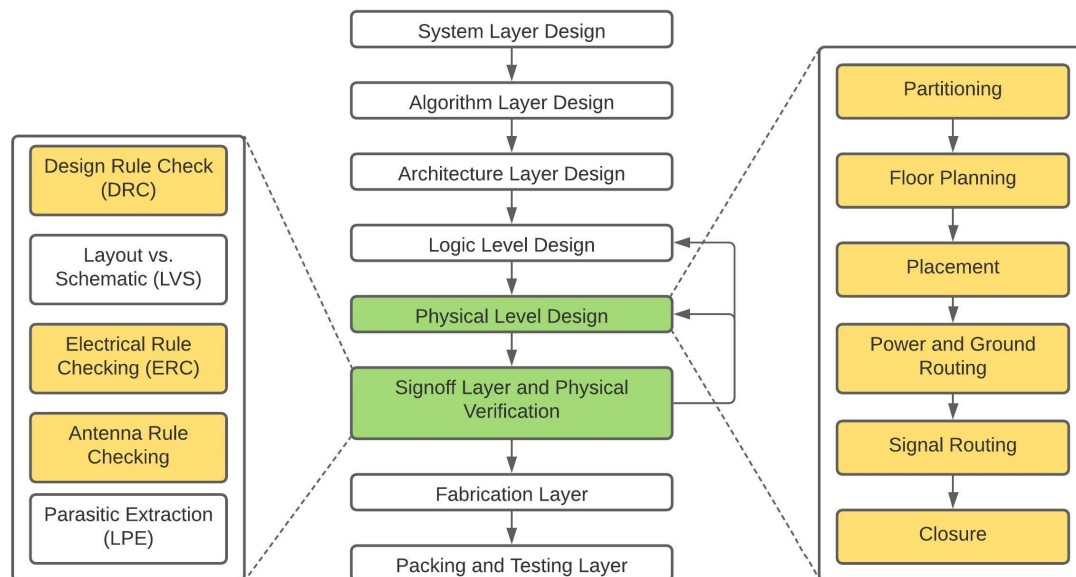 System Layer Design
Algorithm Layer Design
Architecture Layer Design
Logic Level Design
Physical Level Design
Signoff Layer and Physical
Verification
Fabrication Layer
Packing and Testing Layer
Design Rule Check
(DRC)
Layout vs.
Schematic (LVS)
Electrical Rule
Checking (ERC)
Antenna Rule
Checking
Parasitic Extraction
(LPE)
Partitioning
Floor Planning
Placement
Power and Ground
Routing
Signal Routing
Closure